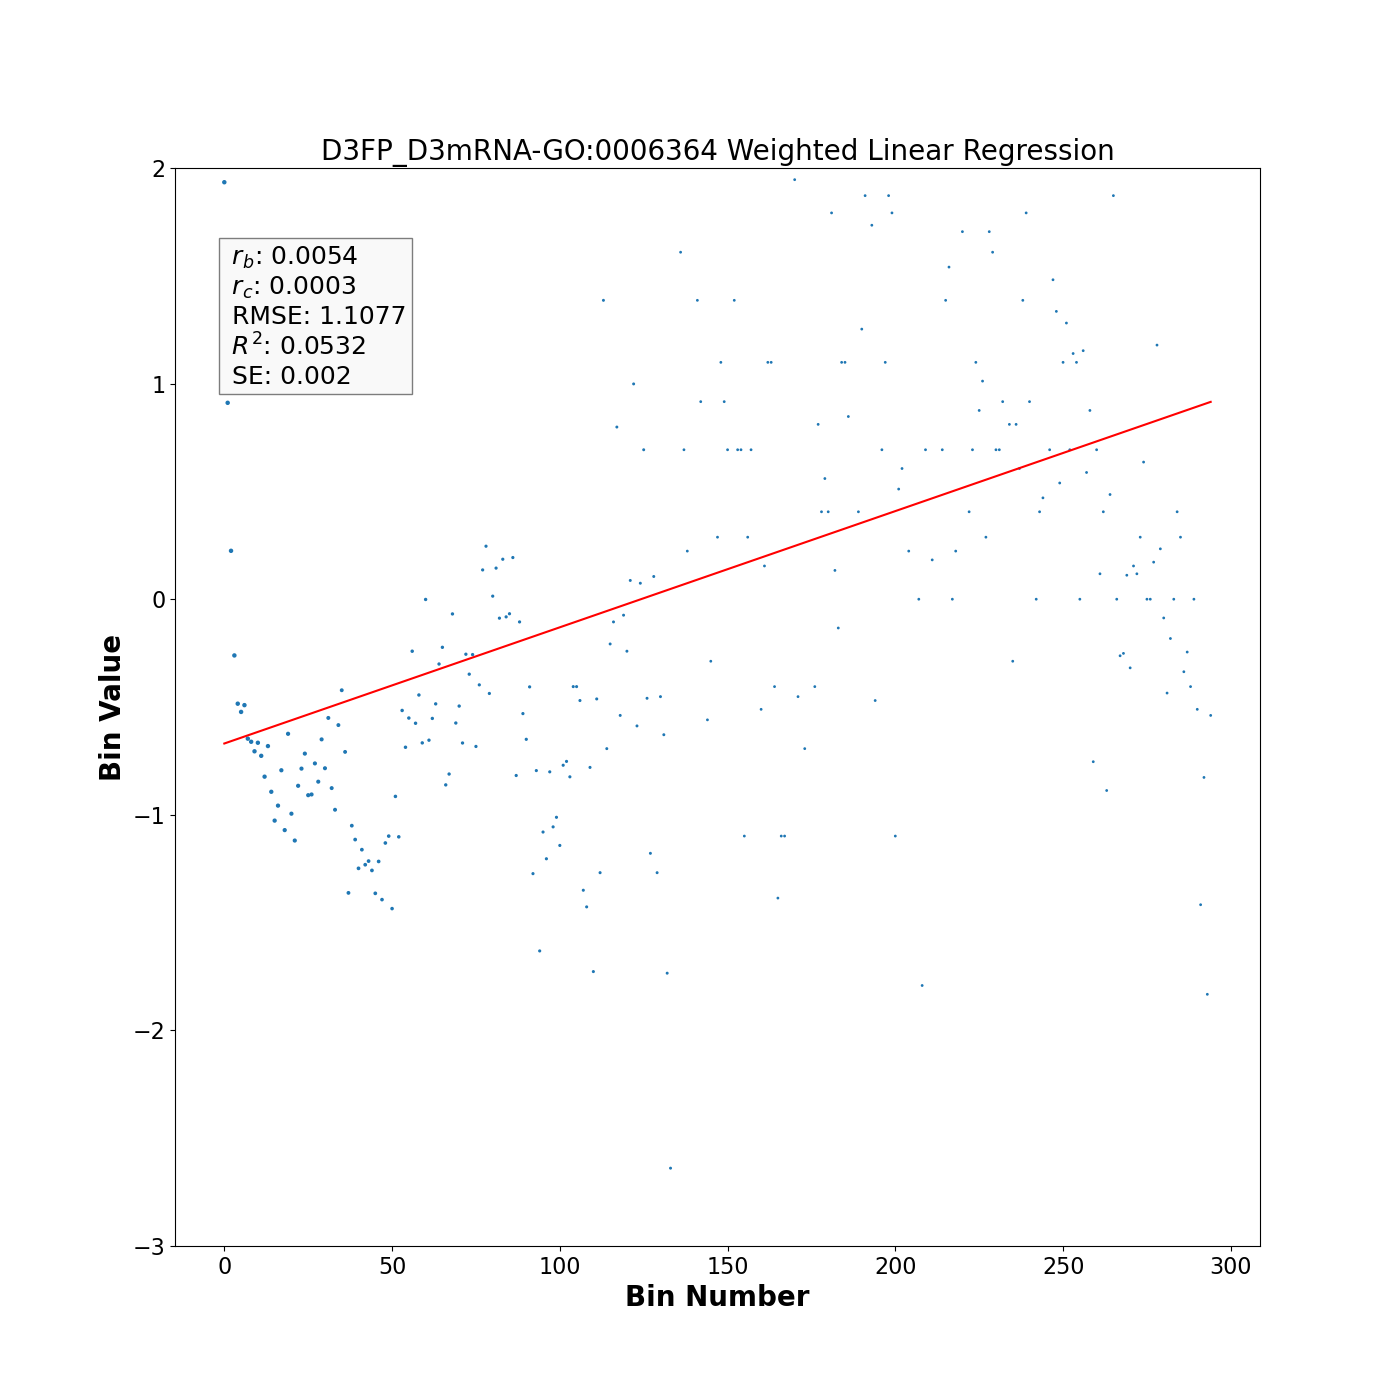 D3FP_D3mRNA-GO:0006364 Weighted Linear Regression
2
1
0
−1
−2
−3
r_b: 0.0054
r_c: 0.0003
RMSE: 1.1077
R²: 0.0532
SE: 0.002
Bin Value
0 50 100 150 200 250 300
Bin Number